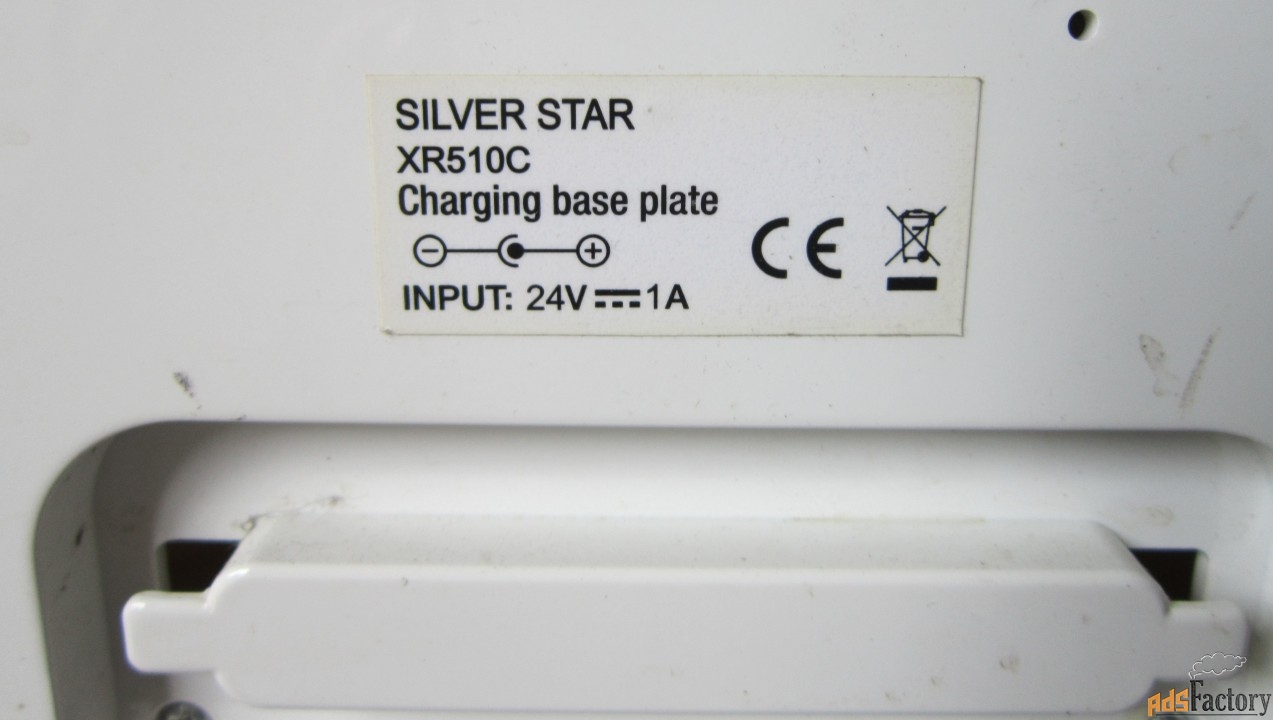 SILVER STAR
XR510C
Charging base plate
INPUT: 24V⎓1A
CE
AdsFactory